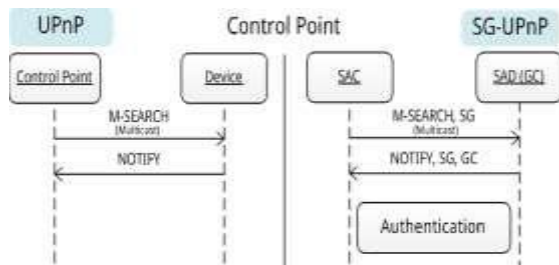 UPnP
Control Point
SG-UPnP
Control Point
Device
SAC
SAD (GC)
M-SEARCH
(Multicast)
M-SEARCH, SG
(Multicast)
NOTIFY
NOTIFY, SG, GC
Authentication